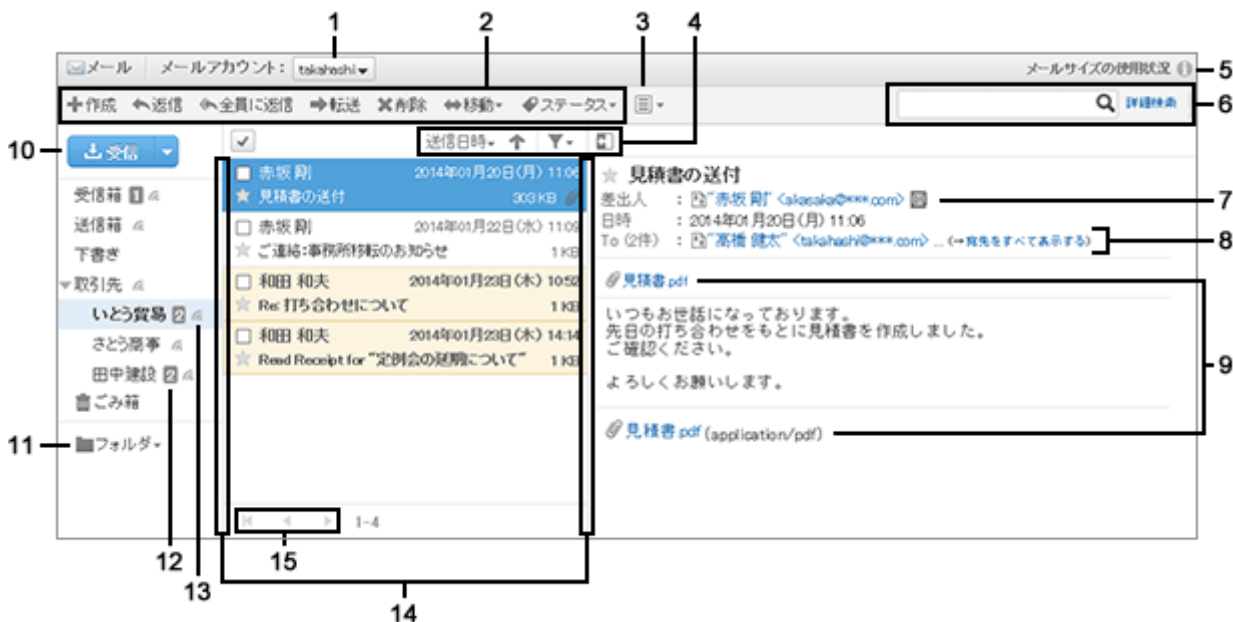 1 2 3 4
メール メールアカウント: takahashi
メールサイズの使用状況 5
作成 返信 全員に返信 転送 削除 移動 ステータス
詳細検索 6
10 受信
送信日時
受信箱 1
送信箱
下書き
取引先
いとう貿易 2
さとう商事
田中建設 2
ごみ箱
11 フォルダ
12
13
赤坂 剛 2014年01月20日(月) 11:06
見積書の送付 303 KB
赤坂 剛 2014年01月22日(水) 11:09
ご連絡:事務所移転のお知らせ 1 KB
和田 和夫 2014年01月23日(木) 10:52
Re: 打ち合わせについて 1 KB
和田 和夫 2014年01月23日(木) 14:14
Read Receipt for "定例会の延期について" 1 KB
1-4
15
14
見積書の送付
差出人 : "赤坂 剛" <akasaka@***.com> 7
日時 : 2014年01月20日(月) 11:06
To (2件) : "高橋 健太" <takahashi@***.com> ... (→宛先をすべて表示する) 8
見積書.pdf
いつもお世話になっております。
先日の打ち合わせをもとに見積書を作成しました。
ご確認ください。
よろしくお願いします。
9
見積書.pdf (application/pdf)